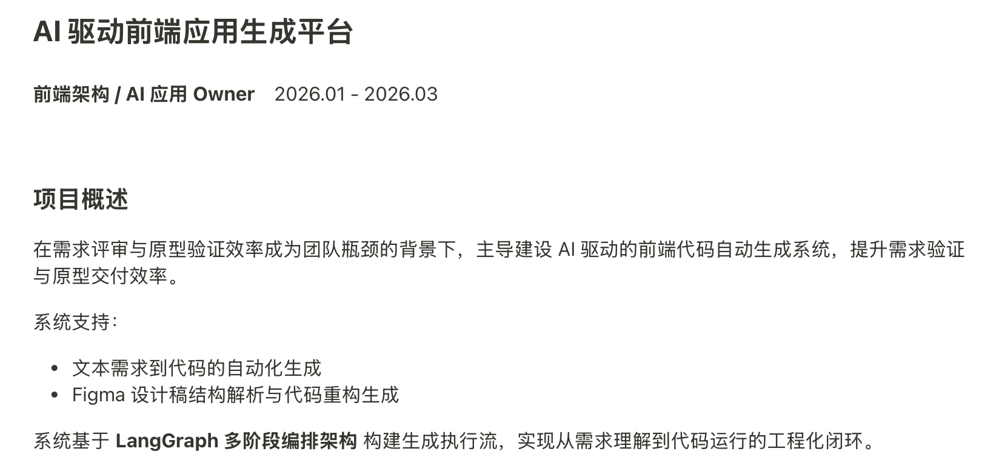 AI 驱动前端应用生成平台
前端架构 / AI 应用 Owner 2026.01 - 2026.03
项目概述
在需求评审与原型验证效率成为团队瓶颈的背景下，主导建设 AI 驱动的前端代码自动生成系统，提升需求验证
与原型交付效率。
系统支持：
• 文本需求到代码的自动化生成
• Figma 设计稿结构解析与代码重构生成
系统基于 LangGraph 多阶段编排架构 构建生成执行流，实现从需求理解到代码运行的工程化闭环。